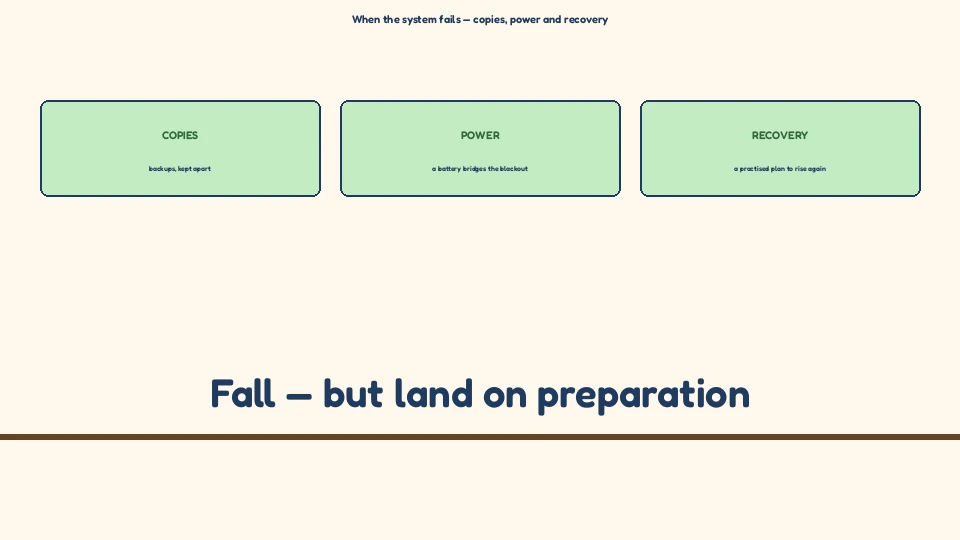 When the system fails — copies, power and recovery
COPIES
backups, kept apart
POWER
a battery bridges the blackout
RECOVERY
a practised plan to rise again
Fall — but land on preparation